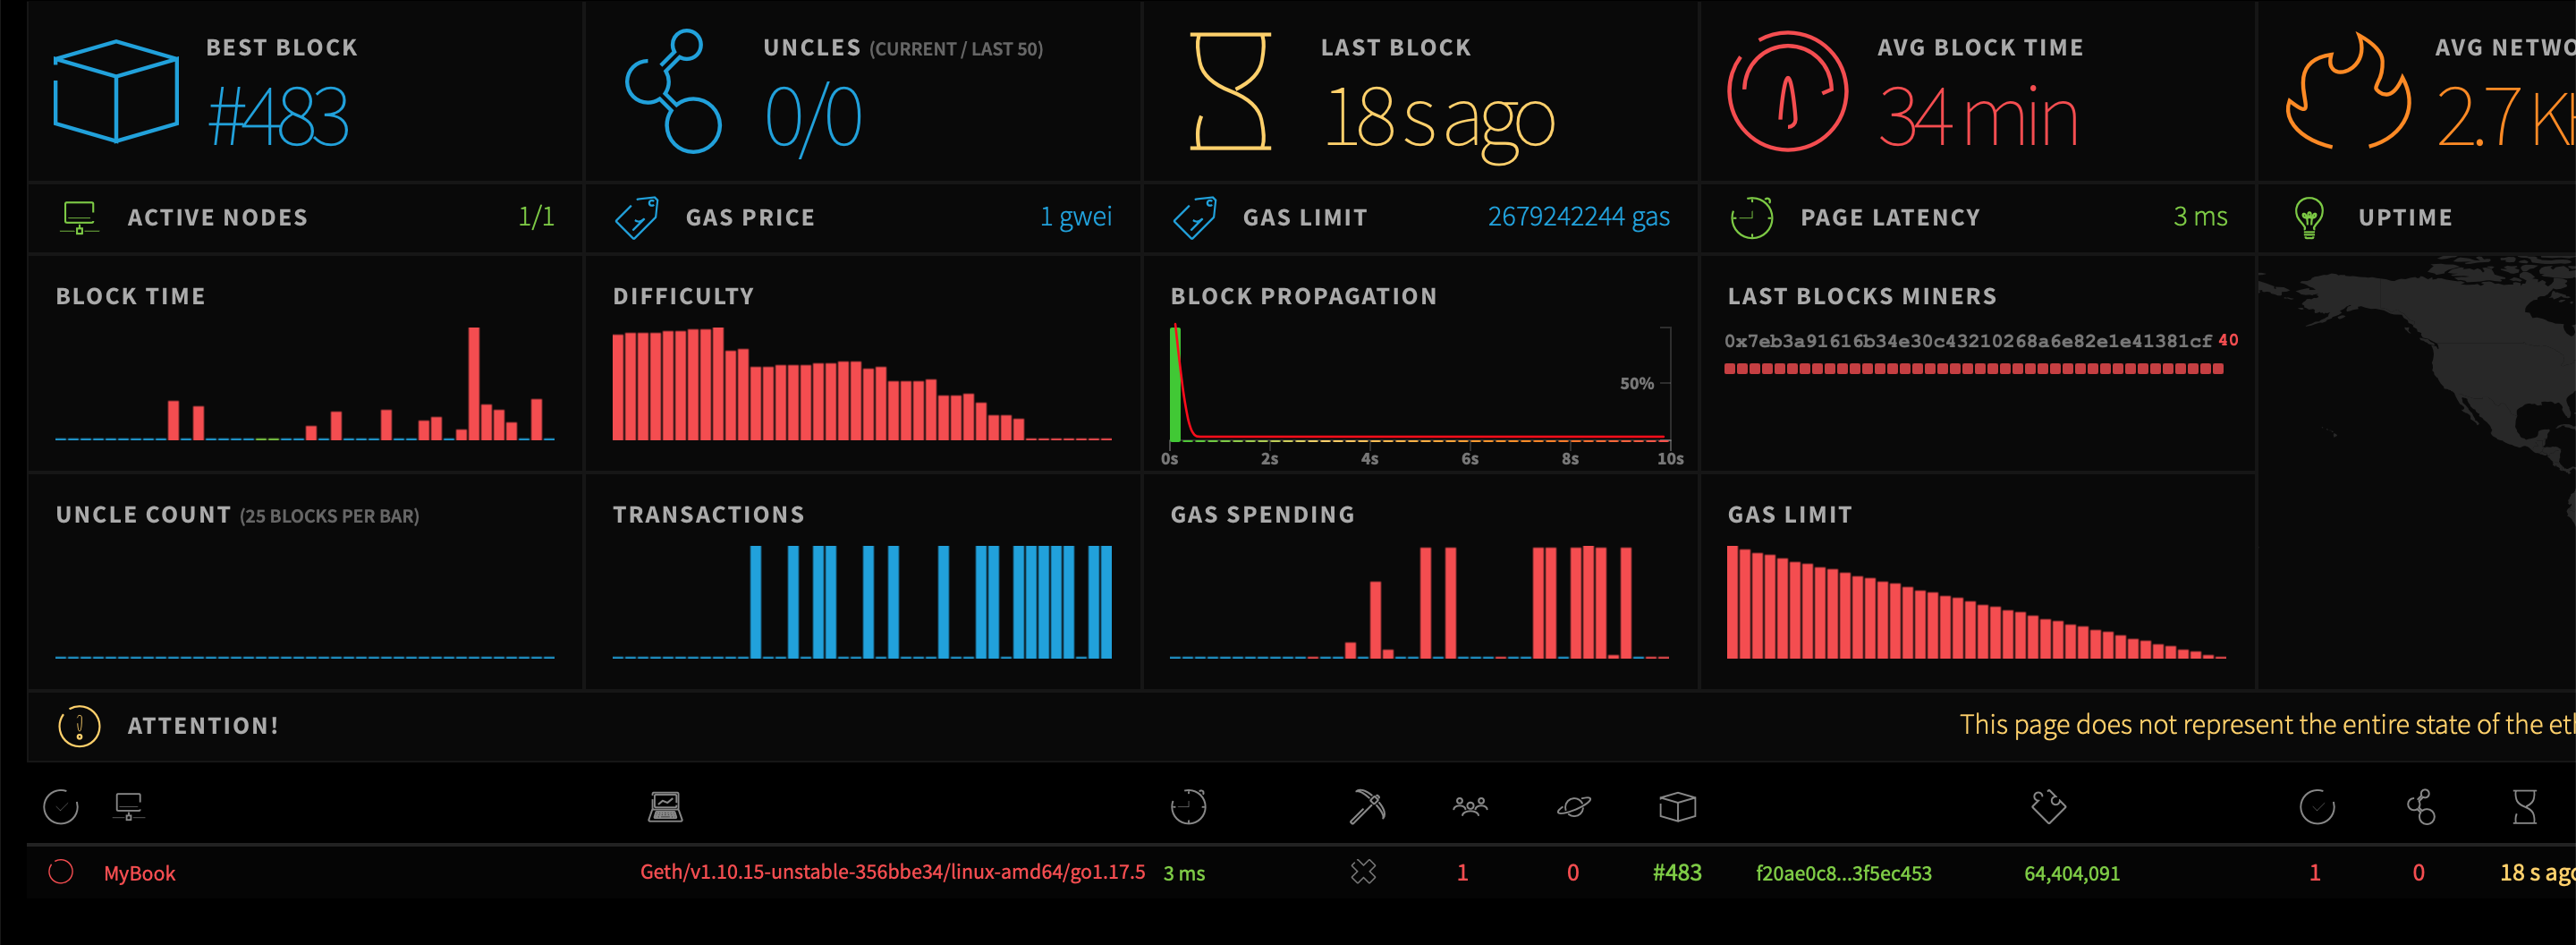 BEST BLOCK
#483
UNCLES (CURRENT / LAST 50)
0/0
LAST BLOCK
18 s ago
AVG BLOCK TIME
34 min
AVG NETWO
2.7 KH
ACTIVE NODES 1/1
GAS PRICE 1 gwei
GAS LIMIT 2679242244 gas
PAGE LATENCY 3 ms
UPTIME
BLOCK TIME
DIFFICULTY
BLOCK PROPAGATION
50%
0s 2s 4s 6s 8s 10s
LAST BLOCKS MINERS
0x7eb3a91616b34e30c43210268a6e82e1e41381cf 40
UNCLE COUNT (25 BLOCKS PER BAR)
TRANSACTIONS
GAS SPENDING
GAS LIMIT
ATTENTION!
This page does not represent the entire state of the et
MyBook Geth/v1.10.15-unstable-356bbe34/linux-amd64/go1.17.5 3 ms 1 0 #483 f20ae0c8...3f5ec453 64,404,091 1 0 18 s ago